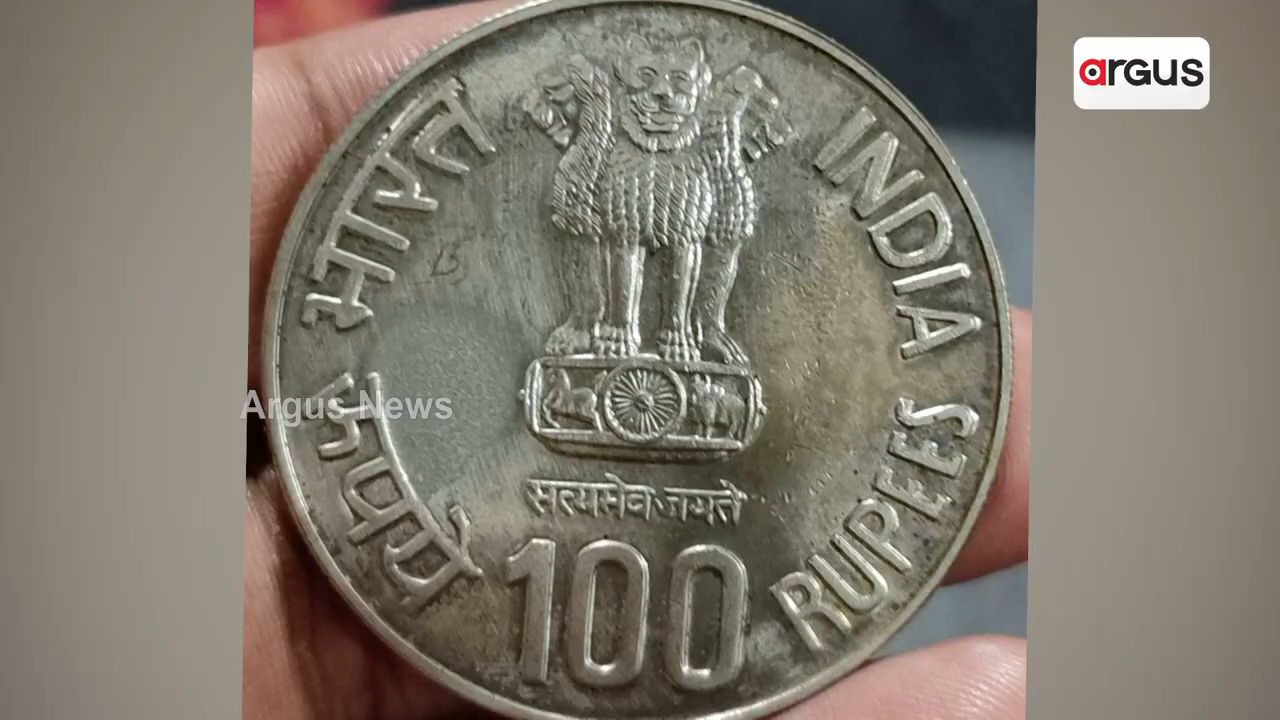 भारत
INDIA
रूपये
RUPEES
सत्यमेव जयते
100
argus
Argus News